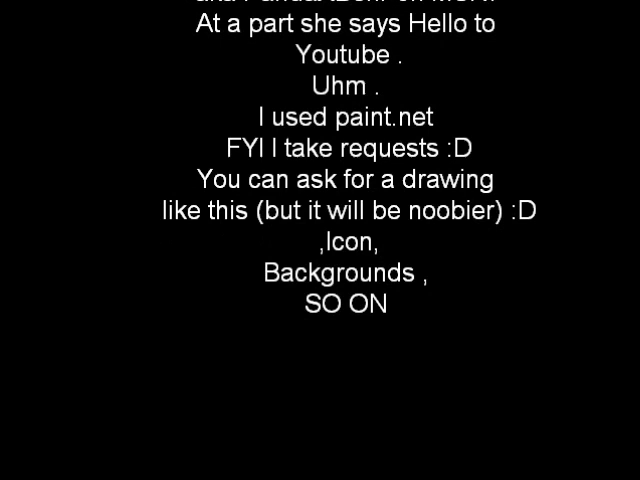 At a part she says Hello to
Youtube .
Uhm .
I used paint.net
FYI I take requests :D
You can ask for a drawing
like this (but it will be noobier) :D
,Icon,
Backgrounds ,
SO ON